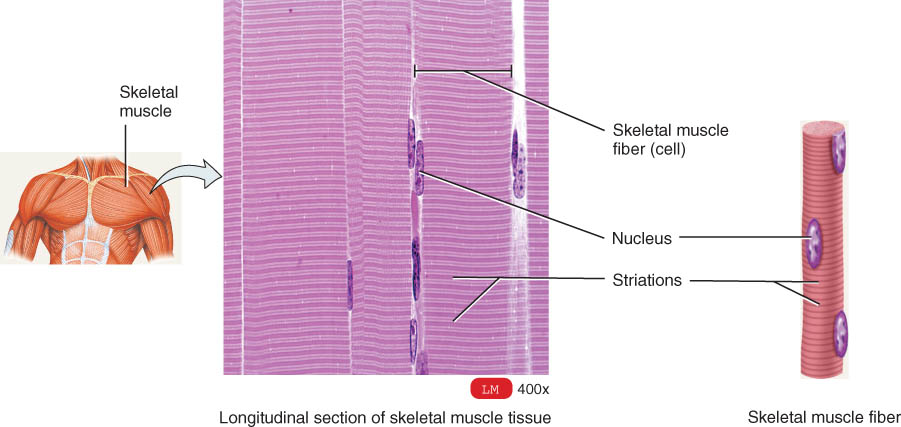 Skeletal
muscle
Skeletal muscle
fiber (cell)
Nucleus
Striations
LM 400x
Longitudinal section of skeletal muscle tissue
Skeletal muscle fiber